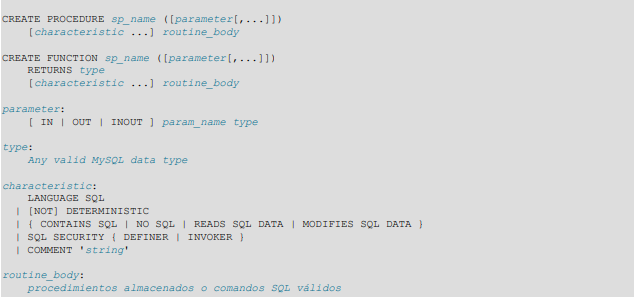 CREATE PROCEDURE sp_name ([parameter[,...]])
    [characteristic ...] routine_body
CREATE FUNCTION sp_name ([parameter[,...]])
    RETURNS type
    [characteristic ...] routine_body
parameter:
    [ IN | OUT | INOUT ] param_name type
type:
    Any valid MySQL data type
characteristic:
    LANGUAGE SQL
  | [NOT] DETERMINISTIC
  | { CONTAINS SQL | NO SQL | READS SQL DATA | MODIFIES SQL DATA }
  | SQL SECURITY { DEFINER | INVOKER }
  | COMMENT 'string'
routine_body:
    procedimientos almacenados o comandos SQL válidos